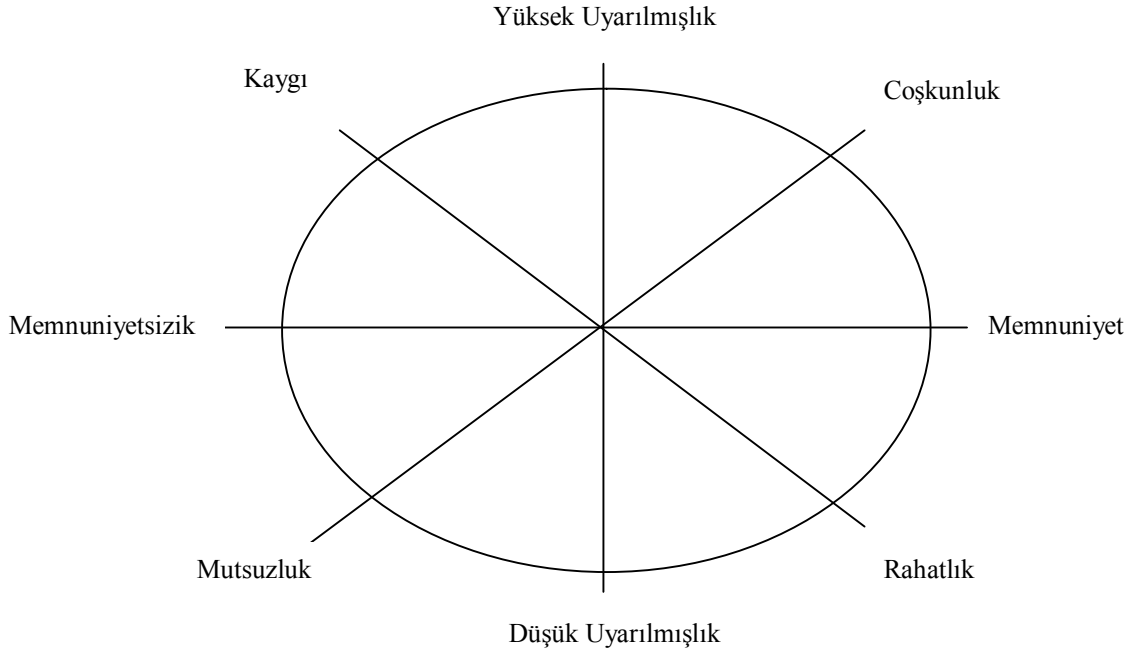 Yüksek Uyarılmışlık
Kaygı
Coşkunluk
Memnuniyetsizik
Memnuniyet
Mutsuzluk
Rahatlık
Düşük Uyarılmışlık